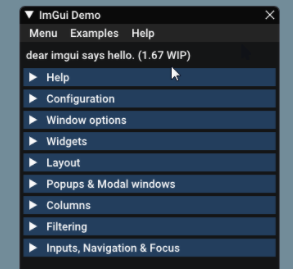 ImGui Demo
Menu Examples Help
dear imgui says hello. (1.67 WIP)
Help
Configuration
Window options
Widgets
Layout
Popups & Modal windows
Columns
Filtering
Inputs, Navigation & Focus